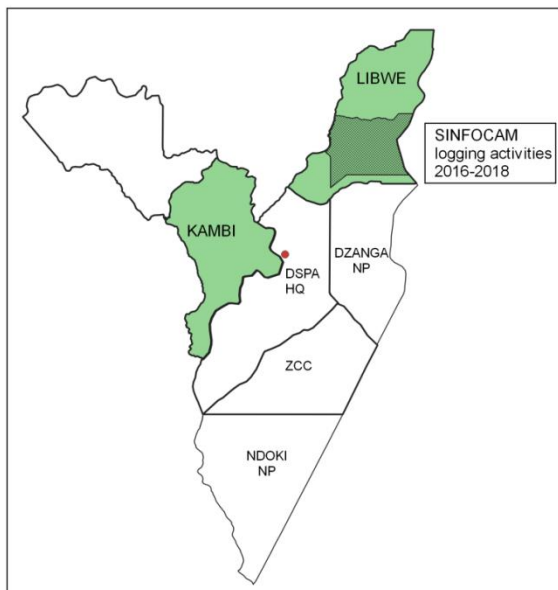 LIBWE
SINFOCAM
logging activities
2016-2018
KAMBI
DZANGA
NP
DSPA
HQ
ZCC
NDOKI
NP